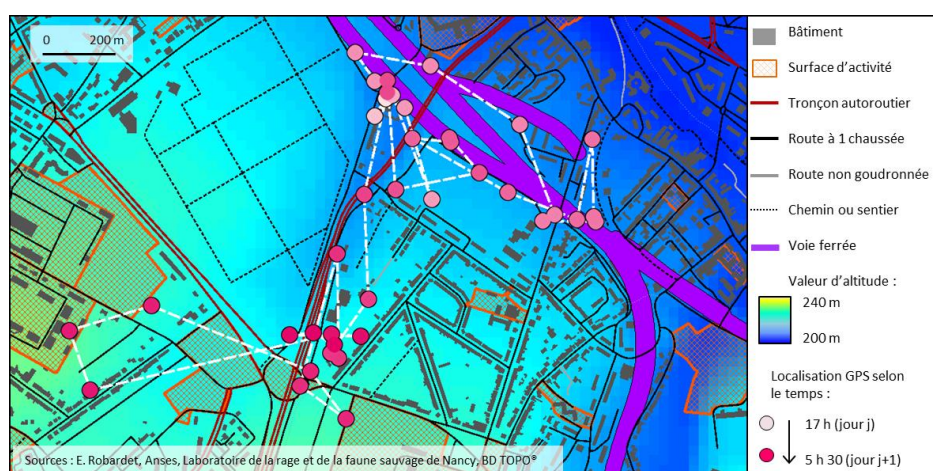 0 200 m
Sources : E. Robardet, Anses, Laboratoire de la rage et de la faune sauvage de Nancy, BD TOPO®
Bâtiment
Surface d'activité
Tronçon autoroutier
Route à 1 chaussée
Route non goudronnée
Chemin ou sentier
Voie ferrée
Valeur d'altitude :
240 m
200 m
Localisation GPS selon
le temps :
17 h (jour j)
5 h 30 (jour j+1)